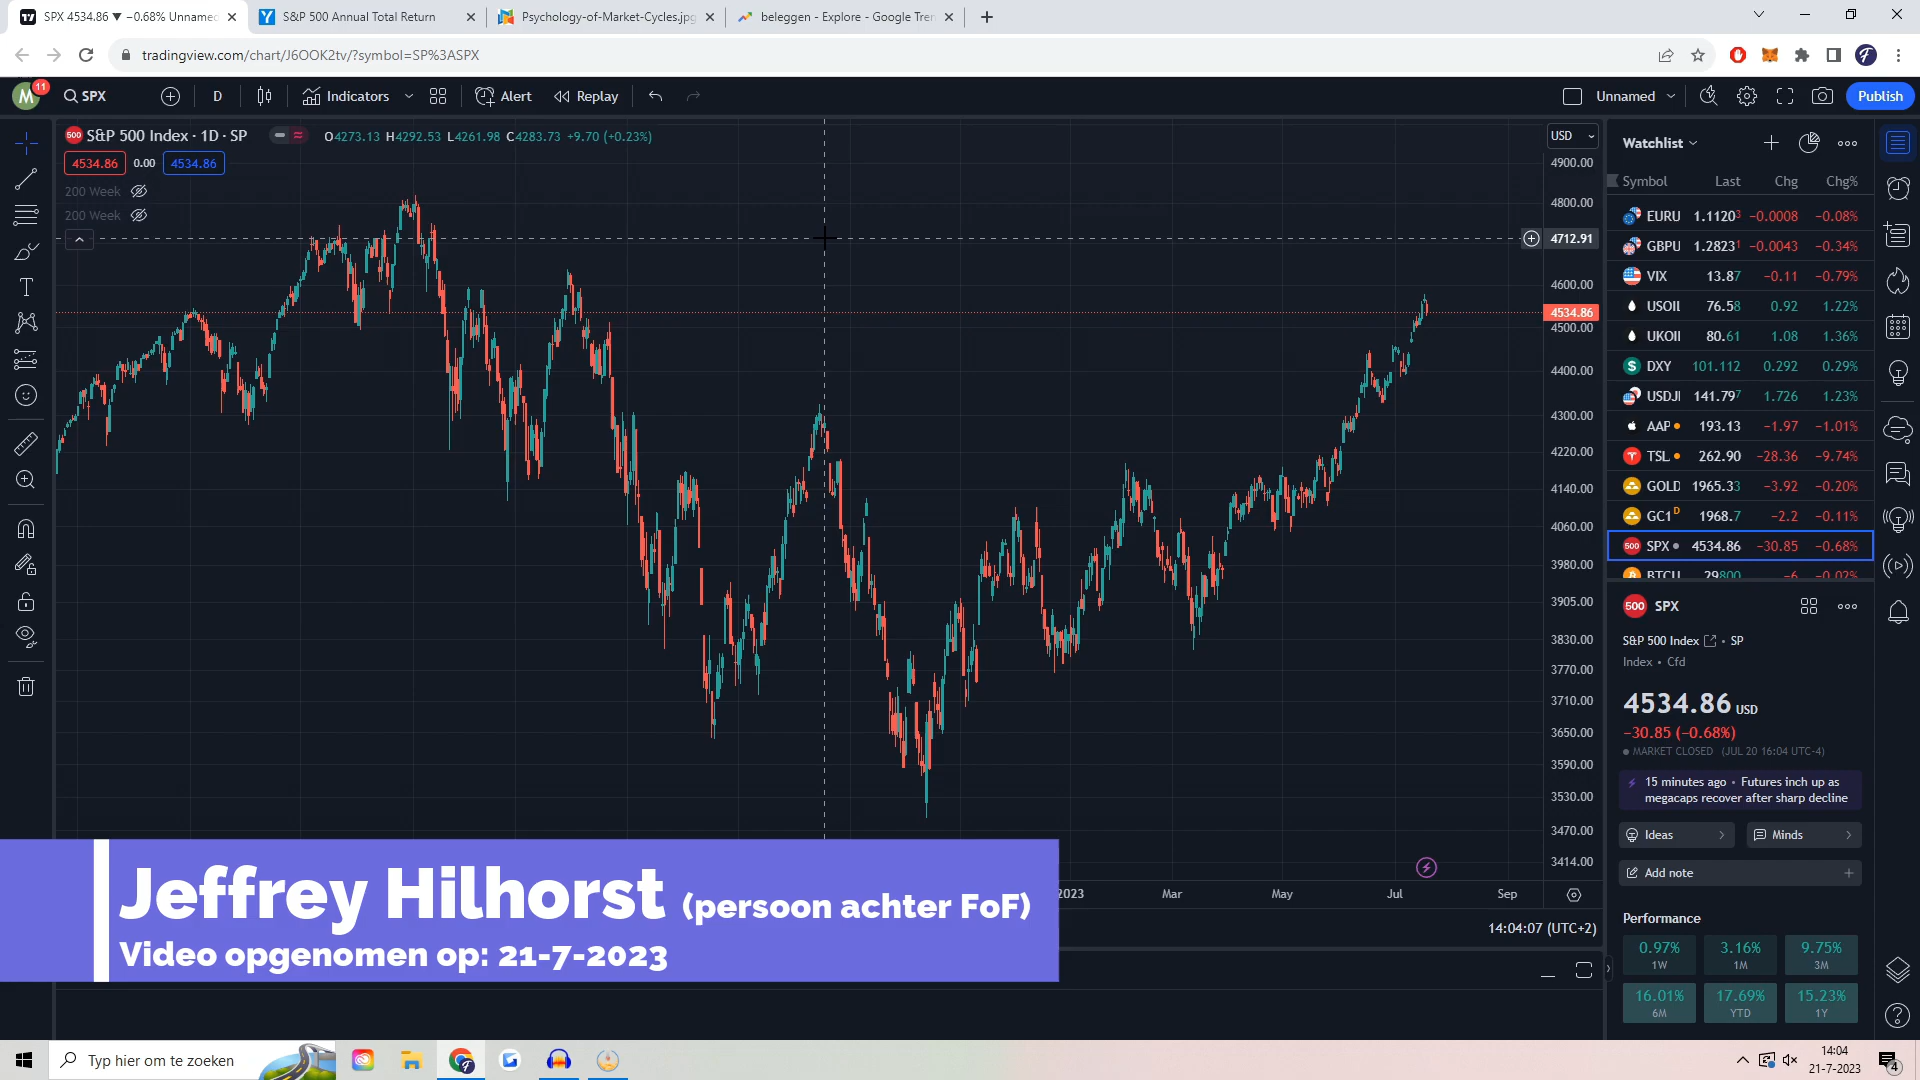 SPX 4534.86 ▼ −0.68% Unnamed
S&P 500 Annual Total Return
Psychology-of-Market-Cycles.jpg
beleggen - Explore - Google Tren
tradingview.com/chart/J6OOK2tv/?symbol=SP%3ASPX
M
11
SPX
D
Indicators
Alert
Replay
Unnamed
Publish
S&P 500 Index · 1D · SP
O4273.13 H4292.53 L4261.98 C4283.73 +9.70 (+0.23%)
4534.86
0.00
4534.86
200 Week
200 Week
USD
4900.00
4800.00
4712.91
4600.00
4534.86
4500.00
4400.00
4300.00
4220.00
4140.00
4060.00
3980.00
3905.00
3830.00
3770.00
3710.00
3650.00
3590.00
3530.00
3470.00
3414.00
2023
Mar
May
Jul
Sep
14:04:07 (UTC+2)
Watchlist
Symbol Last Chg Chg%
EURU 1.1120³ −0.0008 −0.08%
GBPU 1.2823¹ −0.0043 −0.34%
VIX 13.87 −0.11 −0.79%
USOIL 76.58 0.92 1.22%
UKOIL 80.61 1.08 1.36%
DXY 101.112 0.292 0.29%
USDJ 141.797 1.726 1.23%
AAP 193.13 −1.97 −1.01%
TSL 262.90 −28.36 −9.74%
GOLD 1965.33 −3.92 −0.20%
GC1 D 1968.7 −2.2 −0.11%
500 SPX 4534.86 −30.85 −0.68%
BTCU 29800 −6 −0.02%
500 SPX
S&P 500 Index • SP
Index • Cfd
4534.86 USD
−30.85 (−0.68%)
MARKET CLOSED (JUL 20 16:04 UTC-4)
15 minutes ago • Futures inch up as
megacaps recover after sharp decline
Ideas
Minds
Add note
Performance
0.97% 3.16% 9.75%
1W 1M 3M
16.01% 17.69% 15.23%
6M YTD 1Y
Jeffrey Hilhorst (persoon achter FoF)
Video opgenomen op: 21-7-2023
Typ hier om te zoeken
14:04
21-7-2023
4